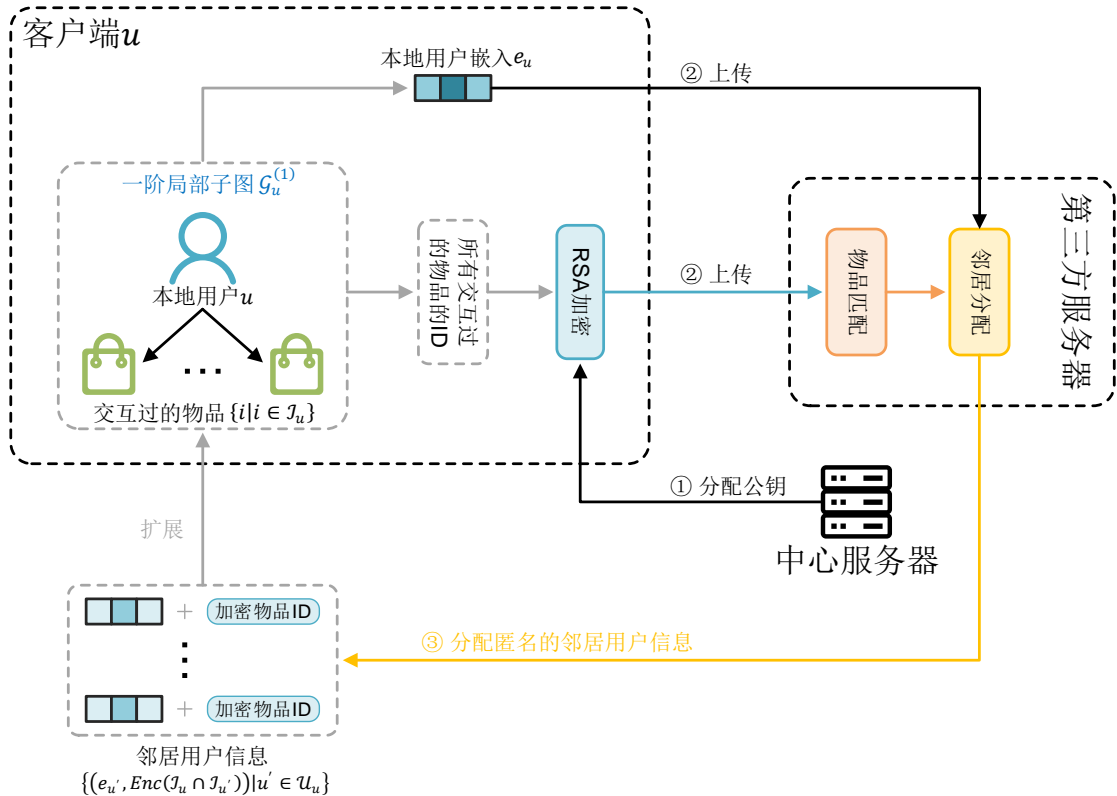 客户端u
本地用户嵌入e_u
② 上传
一阶局部子图 𝒢_u^{(1)}
本地用户u
...
交互过的物品 {i|i ∈ ℐ_u}
所有交互过
的物品的ID
RSA加密
② 上传
物品匹配
邻居分配
第三方服务器
① 分配公钥
中心服务器
扩展
+ 加密物品ID
+ 加密物品ID
③ 分配匿名的邻居用户信息
邻居用户信息
{(e_{u′}, Enc(ℐ_u ∩ ℐ_{u′}))|u′ ∈ 𝒰_u}